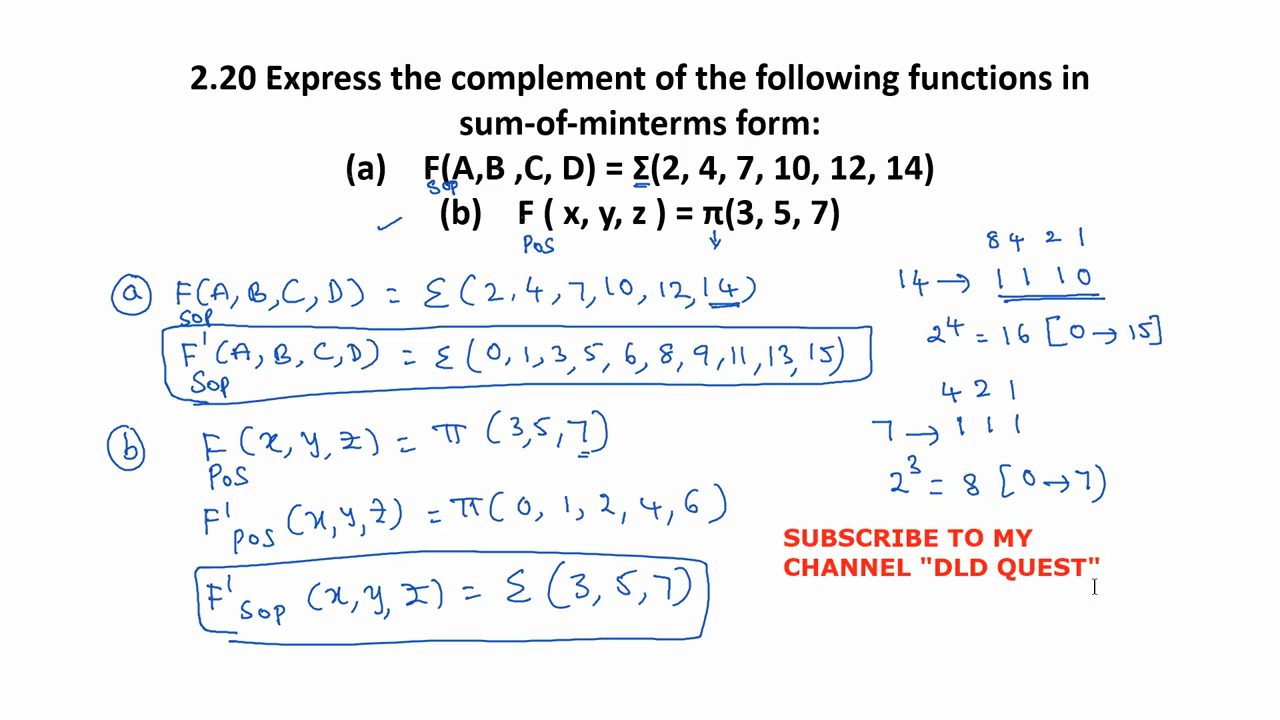 2.20 Express the complement of the following functions in
sum-of-minterms form:
(a) F(A,B ,C, D) = Σ(2, 4, 7, 10, 12, 14)
SOP
(b) F ( x, y, z ) = π(3, 5, 7)
POS
8 4 2 1
14 → 1 1 1 0
2^4 = 16 [0 → 15]
ⓐ F(A, B, C, D) = Σ (2, 4, 7, 10, 12, 14)
SOP
F'(A, B, C, D) = Σ (0, 1, 3, 5, 6, 8, 9, 11, 13, 15)
SOP
4 2 1
7 → 1 1 1
2^3 = 8 [0 → 7)
ⓑ F (x, y, z) = π (3, 5, 7)
POS
F'POS (x, y, z) = π(0, 1, 2, 4, 6)
F'SOP (x, y, z) = Σ (3, 5, 7)
SUBSCRIBE TO MY
CHANNEL "DLD QUEST"